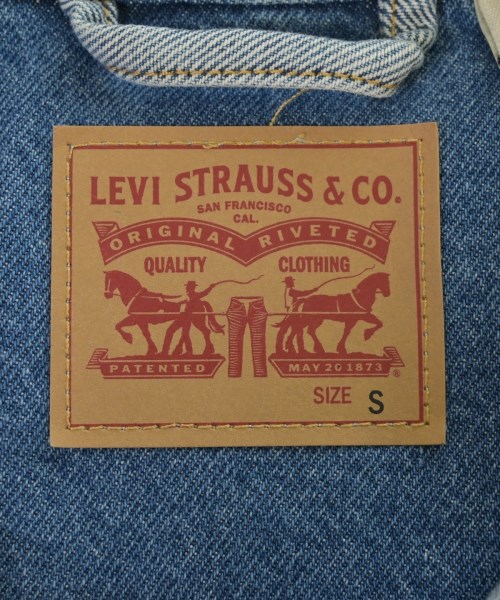 LEVI STRAUSS & CO.
SAN FRANCISCO
CAL.
ORIGINAL RIVETED
QUALITY CLOTHING
PATENTED MAY 20 1873 ®
SIZE S